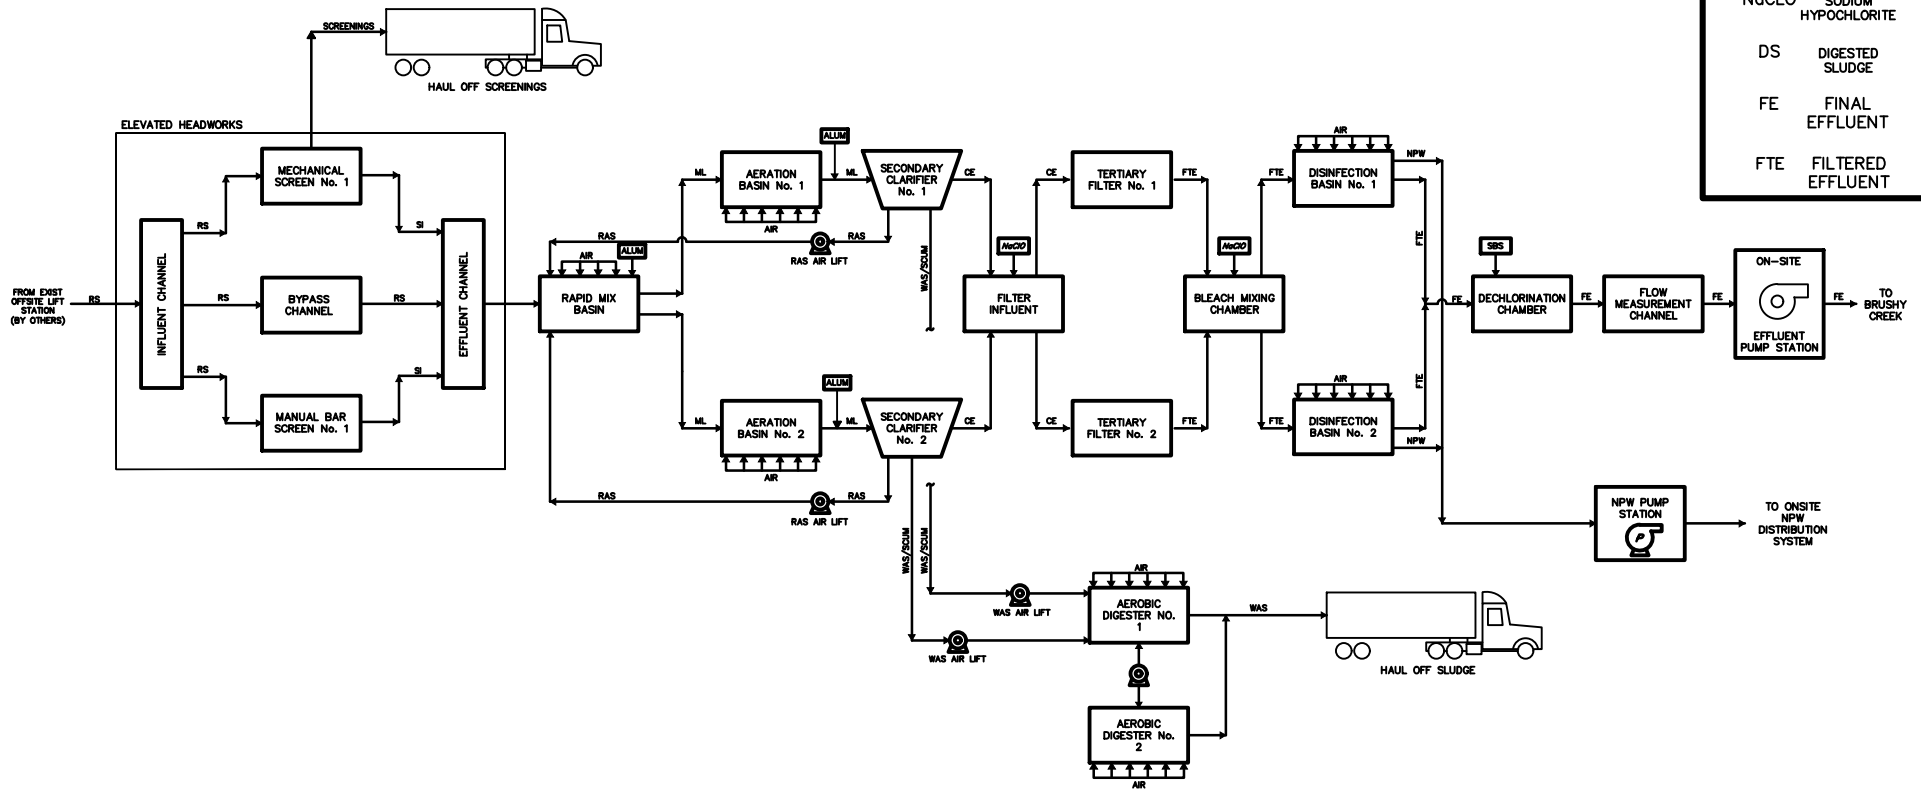 SCREENINGS
HAUL OFF SCREENINGS
NaCLO SODIUM
HYPOCHLORITE
DS DIGESTED
SLUDGE
FE FINAL
EFFLUENT
FTE FILTERED
EFFLUENT
ELEVATED HEADWORKS
FROM EXIST
OFFSITE LIFT
STATION
(BY OTHERS)
RS
INFLUENT CHANNEL
RS
RS
RS
MECHANICAL
SCREEN No. 1
BYPASS
CHANNEL
MANUAL BAR
SCREEN No. 1
SI
RS
SI
EFFLUENT CHANNEL
RAS
RAS
RAS AIR LIFT
AIR
ALUM
RAPID MIX
BASIN
ML
ML
AERATION
BASIN No. 1
AIR
ALUM
ML
SECONDARY
CLARIFIER
No. 1
CE
WAS/SCUM
AERATION
BASIN No. 2
AIR
ALUM
ML
SECONDARY
CLARIFIER
No. 2
CE
RAS
RAS
RAS AIR LIFT
WAS/SCUM
WAS/SCUM
NaClO
FILTER
INFLUENT
CE
CE
TERTIARY
FILTER No. 1
FTE
TERTIARY
FILTER No. 2
FTE
NaClO
BLEACH MIXING
CHAMBER
FTE
FTE
AIR
DISINFECTION
BASIN No. 1
NPW
FTE
AIR
DISINFECTION
BASIN No. 2
NPW
FTE
FE
SBS
DECHLORINATION
CHAMBER
FE
FLOW
MEASUREMENT
CHANNEL
FE
ON-SITE
EFFLUENT
PUMP STATION
FE
TO
BRUSHY
CREEK
NPW PUMP
STATION
P
TO ONSITE
NPW
DISTRIBUTION
SYSTEM
WAS AIR LIFT
WAS AIR LIFT
AIR
AEROBIC
DIGESTER NO.
1
WAS
AEROBIC
DIGESTER No.
2
AIR
HAUL OFF SLUDGE